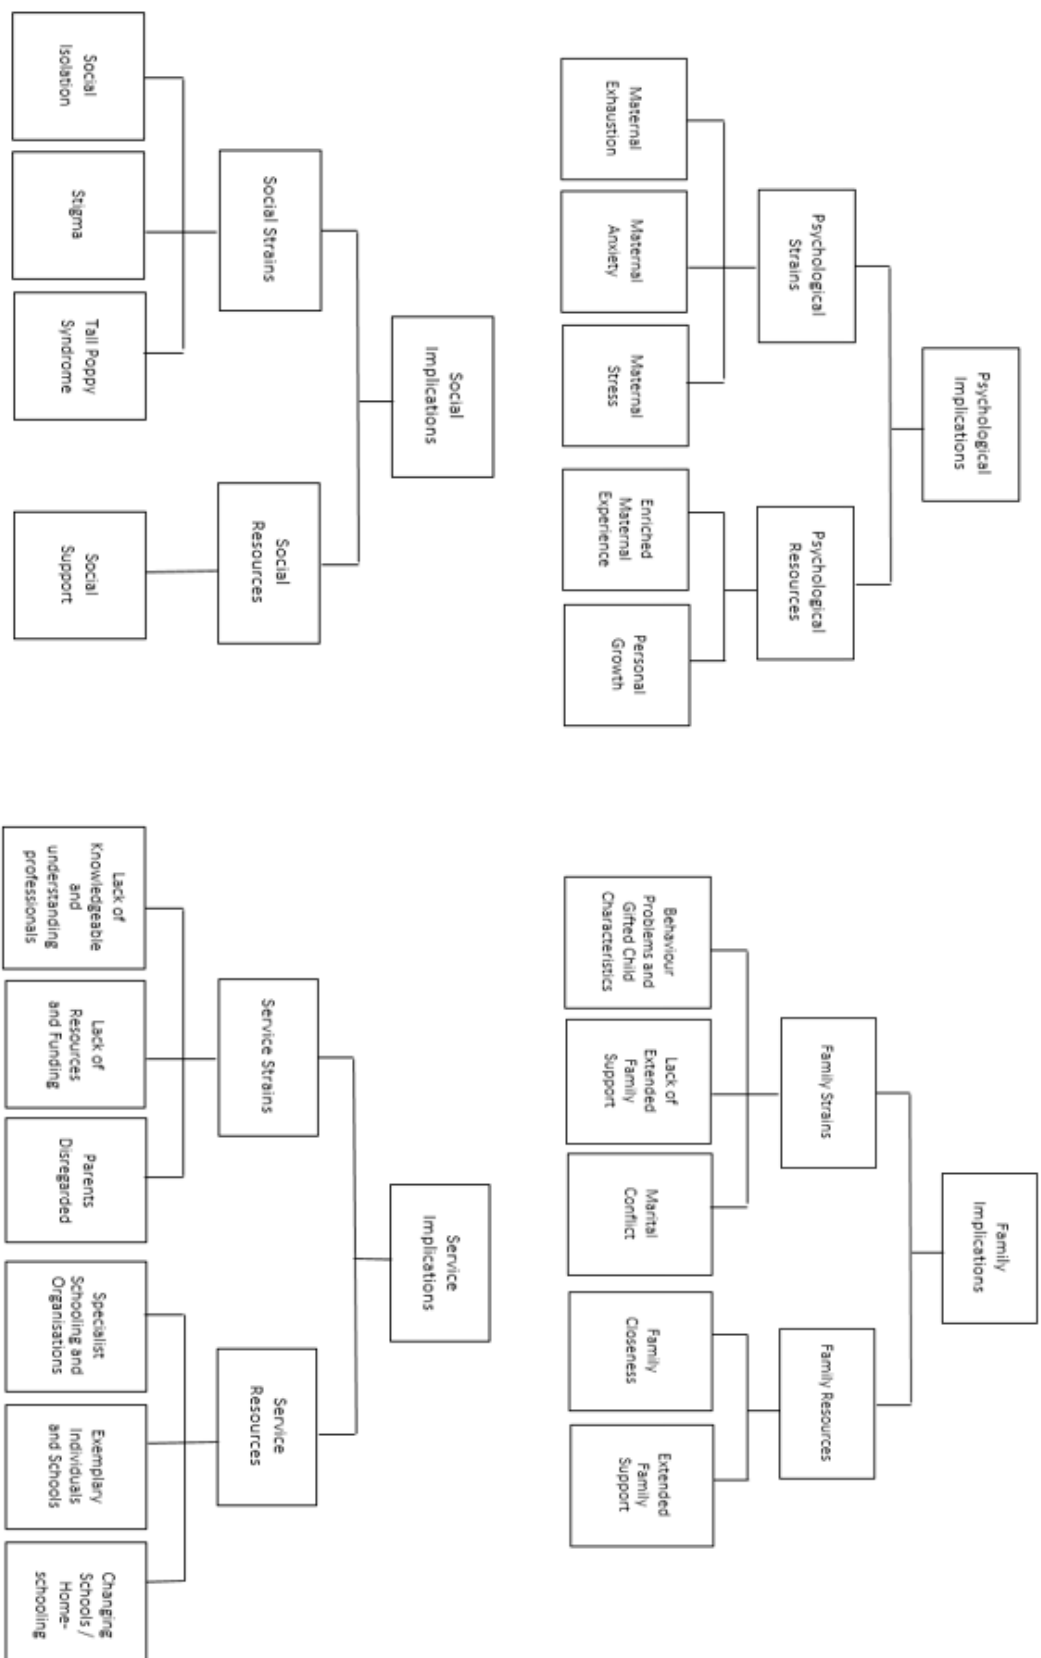 Psychological
Implications
Psychological
Strains
Psychological
Resources
Maternal
Exhaustion
Maternal
Anxiety
Maternal
Stress
Enriched
Maternal
Experience
Personal
Growth
Family
Implications
Family Strains
Family Resources
Behaviour
Problems and
Gifted Child
Characteristics
Lack of
Extended
Family
Support
Marital
Conflict
Family
Closeness
Extended
Family
Support
Social
Implications
Social Strains
Social
Resources
Social
Isolation
Stigma
Tall Poppy
Syndrome
Social
Support
Service
Implications
Service Strains
Service
Resources
Lack of
Knowledgeable
and
understanding
professionals
Lack of
Resources
and Funding
Parents
Disregarded
Specialist
Schooling and
Organisations
Exemplary
Individuals
and Schools
Changing
Schools /
Home-
schooling